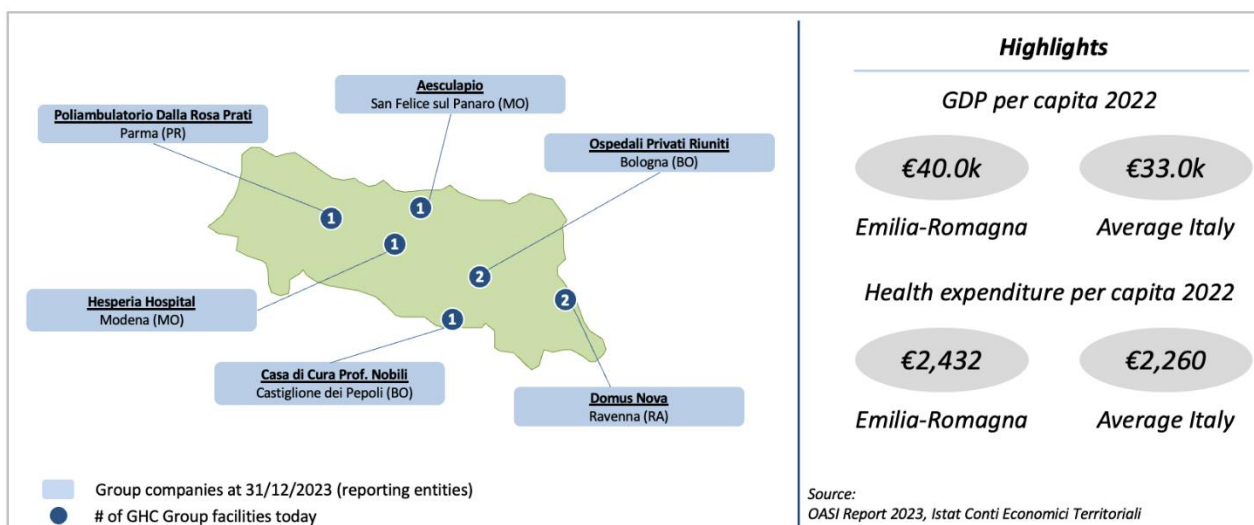 Aesculapio
San Felice sul Panaro (MO)
Poliambulatorio Dalla Rosa Prati
Parma (PR)
Ospedali Privati Riuniti
Bologna (BO)
1
1
1
2
2
1
Hesperia Hospital
Modena (MO)
Casa di Cura Prof. Nobili
Castiglione dei Pepoli (BO)
Domus Nova
Ravenna (RA)
Group companies at 31/12/2023 (reporting entities)
# of GHC Group facilities today
Highlights
GDP per capita 2022
€40.0k €33.0k
Emilia-Romagna Average Italy
Health expenditure per capita 2022
€2,432 €2,260
Emilia-Romagna Average Italy
Source:
OASI Report 2023, Istat Conti Economici Territoriali